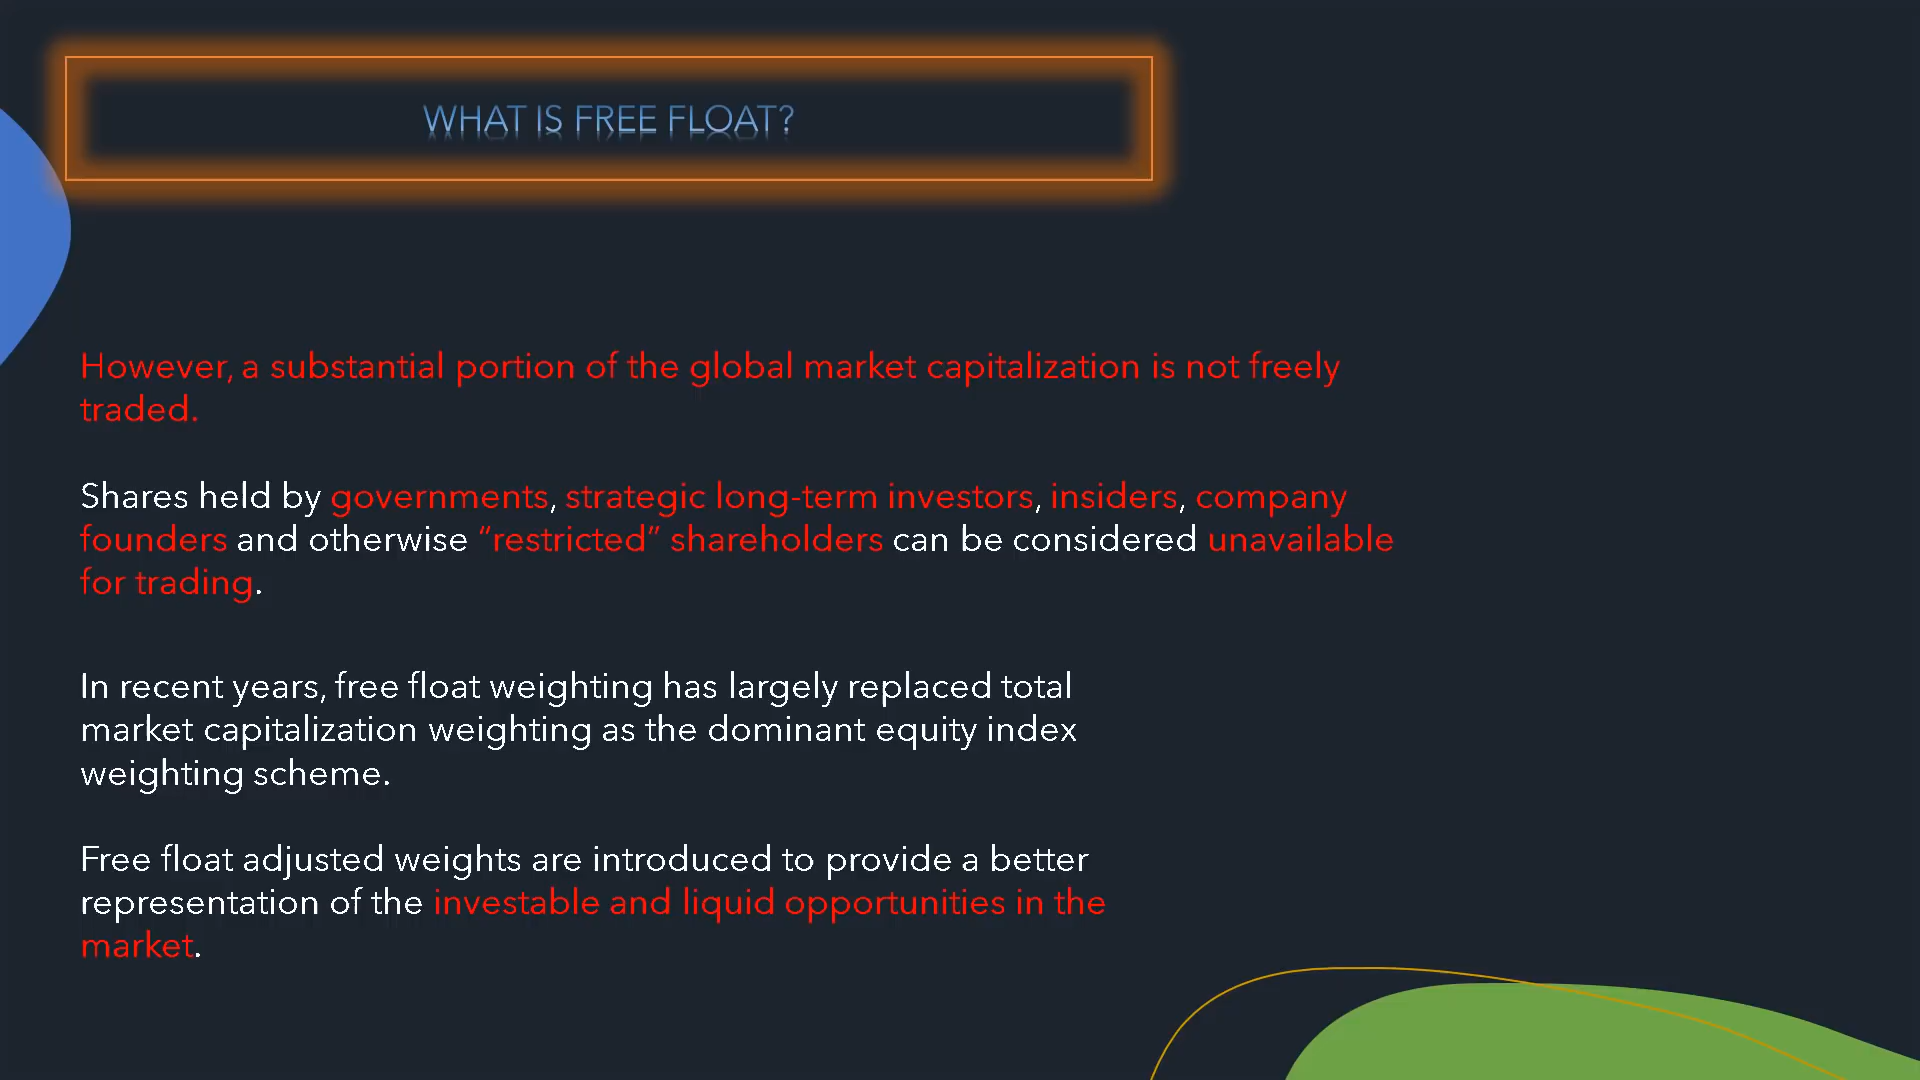 WHAT IS FREE FLOAT?
However, a substantial portion of the global market capitalization is not freely
traded.
Shares held by governments, strategic long-term investors, insiders, company
founders and otherwise “restricted” shareholders can be considered unavailable
for trading.
In recent years, free float weighting has largely replaced total
market capitalization weighting as the dominant equity index
weighting scheme.
Free float adjusted weights are introduced to provide a better
representation of the investable and liquid opportunities in the
market.